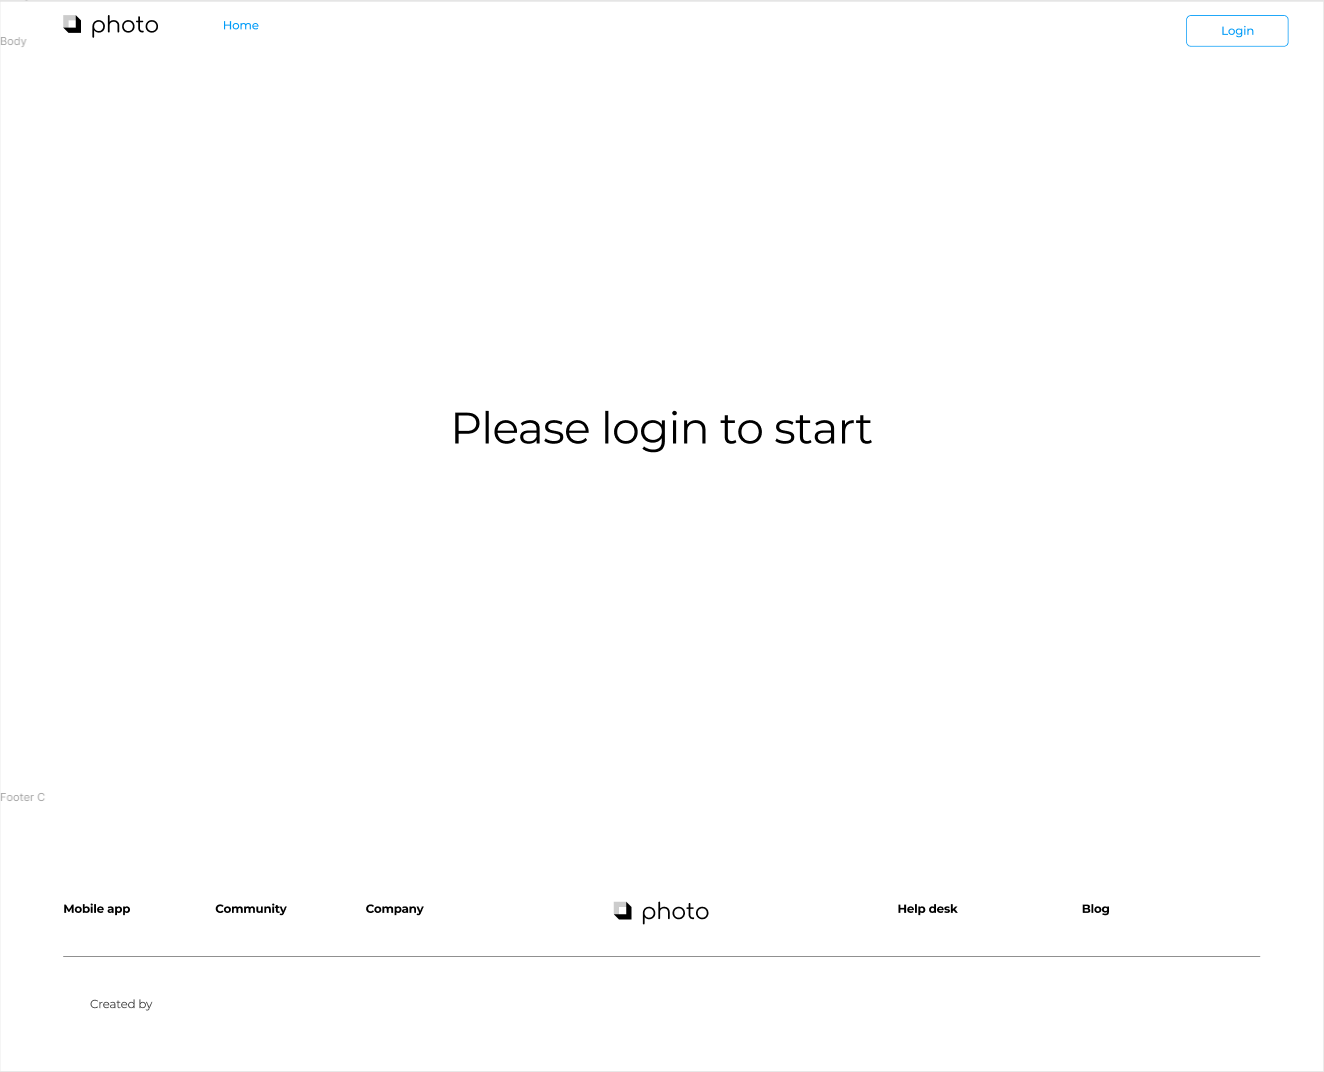 photo
Home
Login
Body
Please login to start
Footer C
Mobile app
Community
Company
photo
Help desk
Blog
Created by